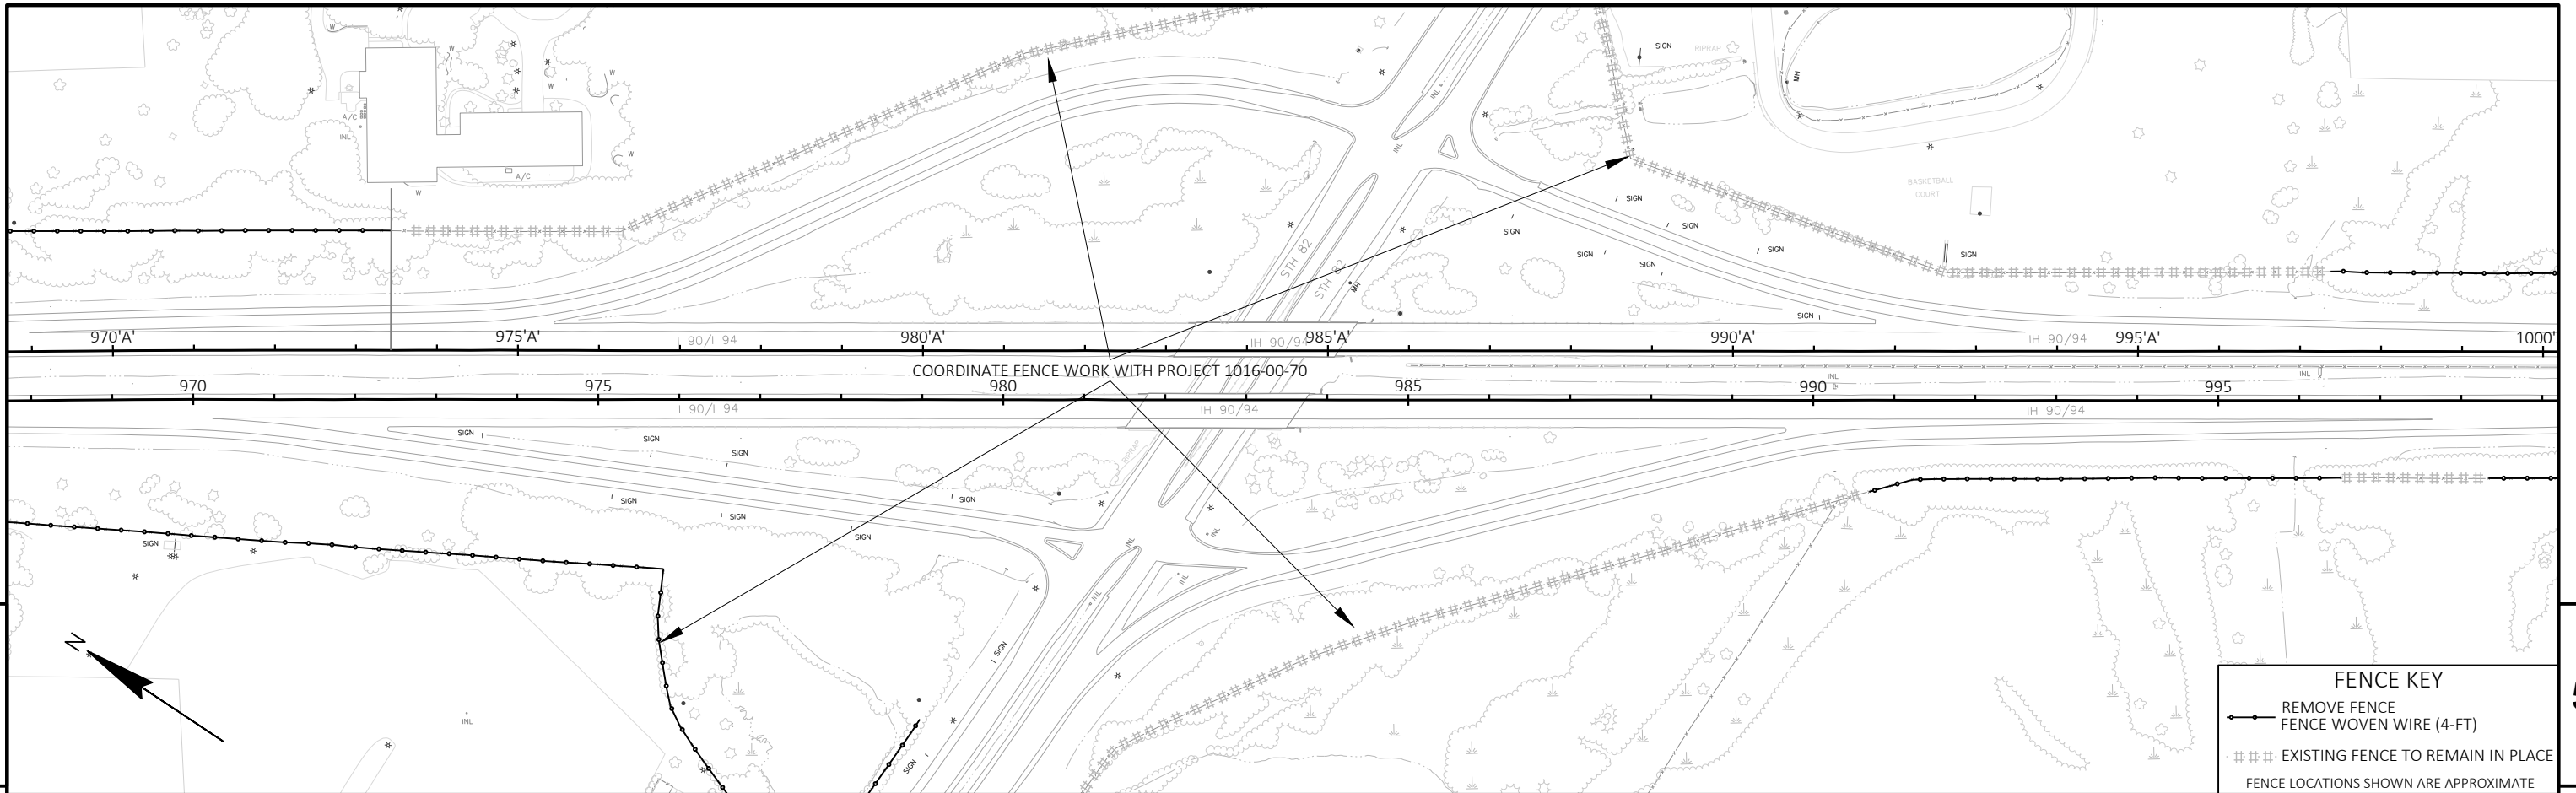 W
W
W
W
W
A/C
INL
A/C
W
W
INL
INL
SIGN
RIPRAP
MH
BASKETBALL
COURT
SIGN
SIGN
SIGN
SIGN
SIGN
SIGN
SIGN
STH 82
STH 82
MH
SIGN
970'A'
975'A'
980'A'
985'A'
990'A'
995'A'
1000'
I 90/I 94
IH 90/94
IH 90/94
COORDINATE FENCE WORK WITH PROJECT 1016-00-70
INL
INL
970
975
980
985
990
995
I 90/I 94
IH 90/94
IH 90/94
SIGN
SIGN
SIGN
RIPRAP
SIGN
SIGN
SIGN
SIGN
SIGN
INL
INL
INL
INL
SIGN
SIGN
N
INL
FENCE KEY
REMOVE FENCE
FENCE WOVEN WIRE (4-FT)
EXISTING FENCE TO REMAIN IN PLACE
FENCE LOCATIONS SHOWN ARE APPROXIMATE